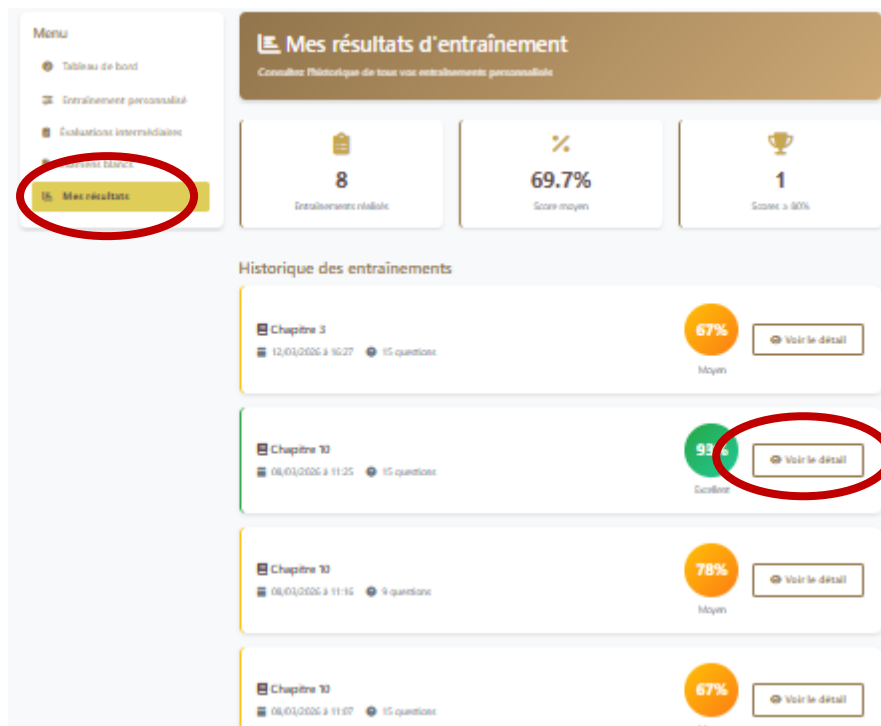 Menu
Tableau de bord
Entraînement personnalisé
Évaluations intermédiaires
blancs
Mes résultats
Mes résultats d'entraînement
Consultez l'historique de tous vos entraînements personnalisés
8
Entraînements réalisés
69.7%
Score moyen
1
Scores ≥ 80%
Historique des entraînements
Chapitre 3
12/03/2026 à 16:27 15 questions
67%
Moyen
Voir le détail
Chapitre 10
08/03/2026 à 11:25 15 questions
93%
Excellent
Voir le détail
Chapitre 10
08/03/2026 à 11:16 9 questions
78%
Moyen
Voir le détail
Chapitre 10
08/03/2026 à 11:07 15 questions
67%
Voir le détail